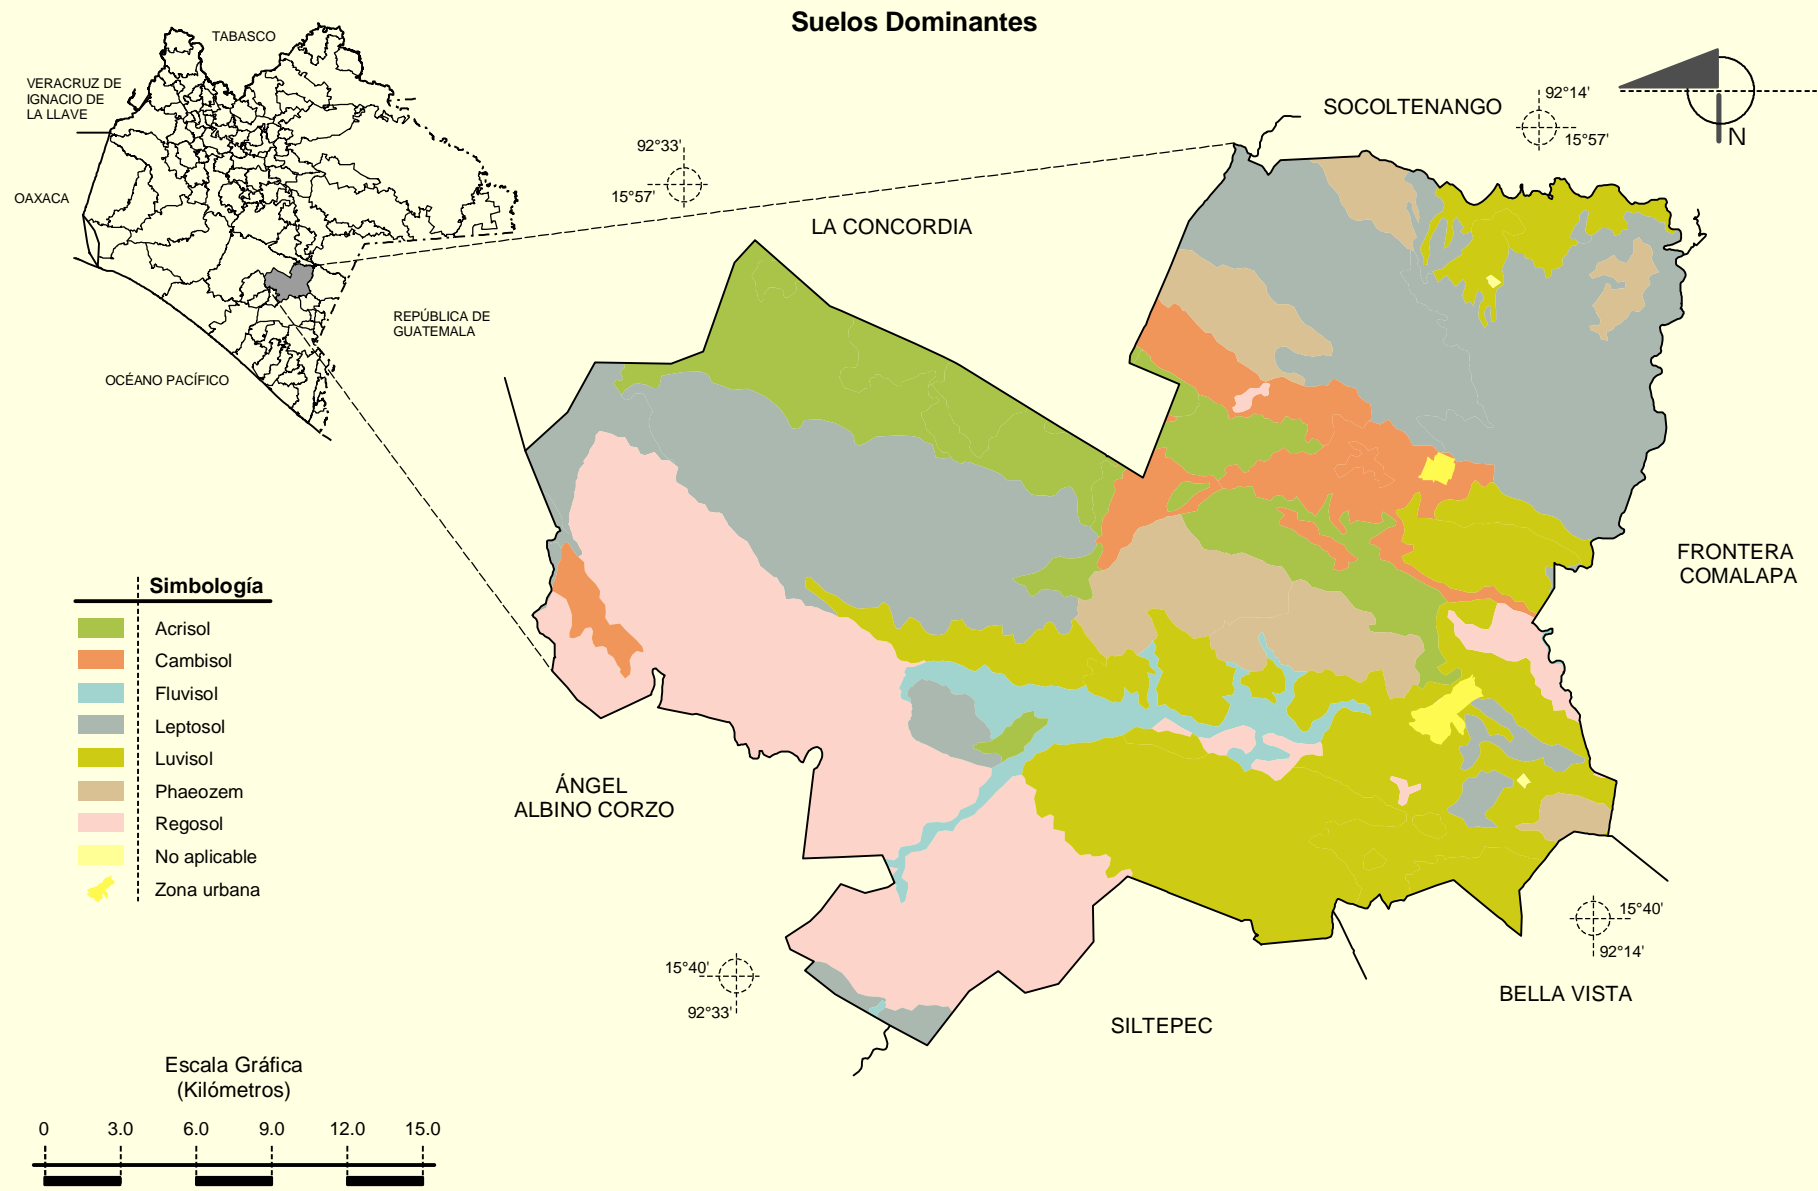 Suelos Dominantes
TABASCO
VERACRUZ DE
IGNACIO DE
LA LLAVE
OAXACA
REPÚBLICA DE
GUATEMALA
OCÉANO PACÍFICO
92°33'
15°57'
LA CONCORDIA
SOCOLTENANGO
92°14'
15°57'
N
FRONTERA
COMALAPA
Simbología
Acrisol
Cambisol
Fluvisol
Leptosol
Luvisol
Phaeozem
Regosol
No aplicable
Zona urbana
ÁNGEL
ALBINO CORZO
15°40'
92°33'
SILTEPEC
BELLA VISTA
15°40'
92°14'
Escala Gráfica
(Kilómetros)
0 3.0 6.0 9.0 12.0 15.0